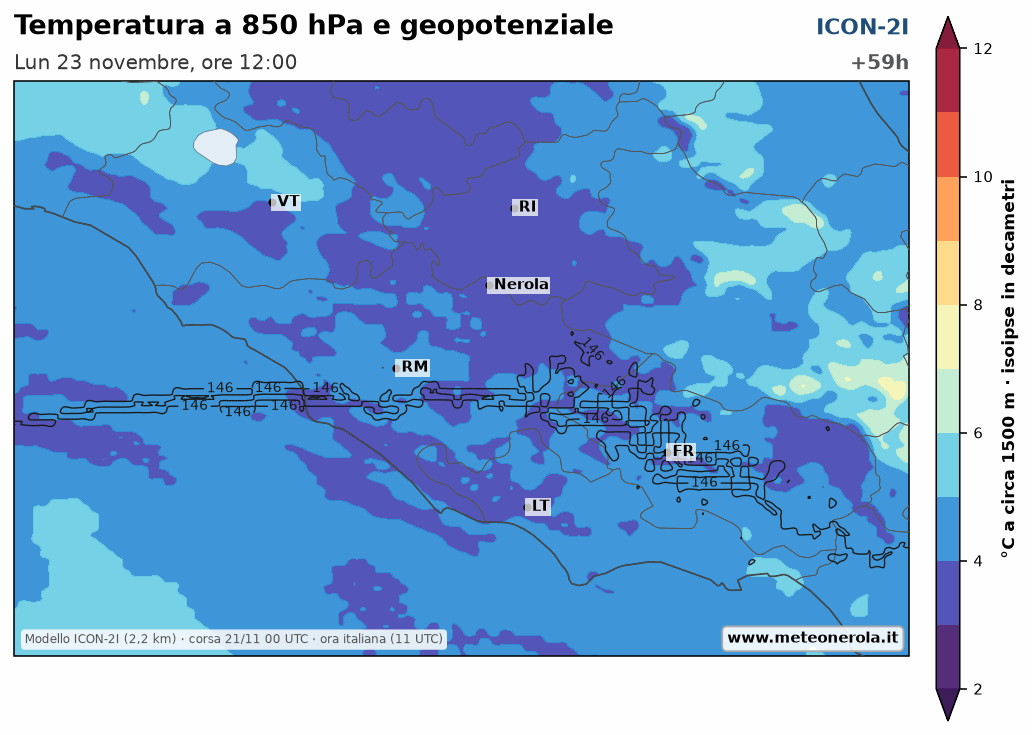 Temperatura a 850 hPa e geopotenziale
ICON-2I
Lun 23 novembre, ore 12:00
+59h
VT
RI
Nerola
146
RM
146
146 146 146
146 146 146
146
146
FR
146
146
146
LT
Modello ICON-2I (2,2 km) · corsa 21/11 00 UTC · ora italiana (11 UTC)
www.meteonerola.it
12
10
8
6
4
2
°C a circa 1500 m · isoipse in decametri